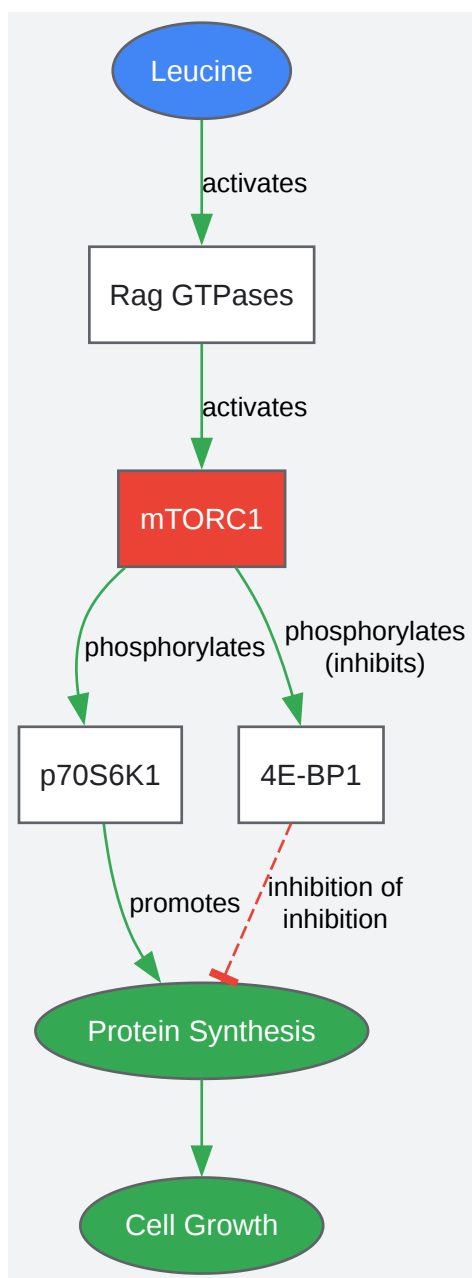 Leucine
activates
Rag GTPases
activates
mTORC1
phosphorylates
phosphorylates
(inhibits)
p70S6K1
4E-BP1
promotes
inhibition of
inhibition
Protein Synthesis
Cell Growth